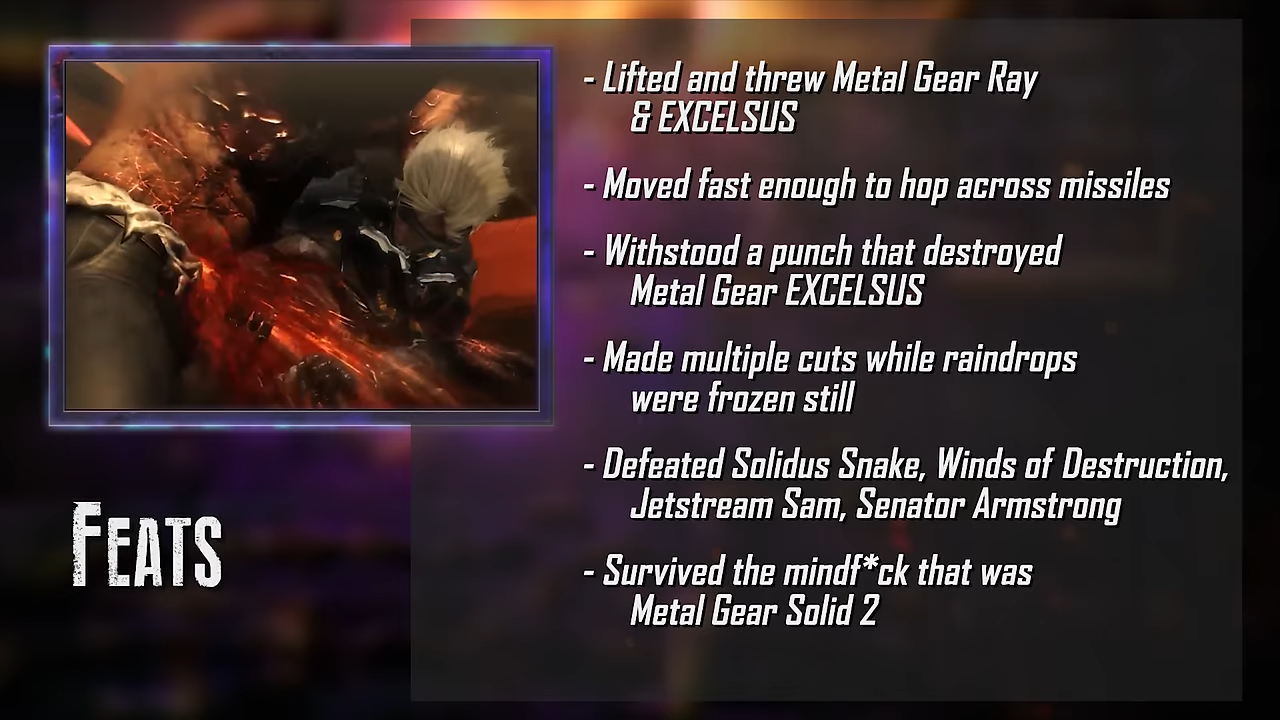 - Lifted and threw Metal Gear Ray
& EXCELSUS
- Moved fast enough to hop across missiles
- Withstood a punch that destroyed
Metal Gear EXCELSUS
- Made multiple cuts while raindrops
were frozen still
- Defeated Solidus Snake, Winds of Destruction,
Jetstream Sam, Senator Armstrong
- Survived the mindf*ck that was
Metal Gear Solid 2
FEATS